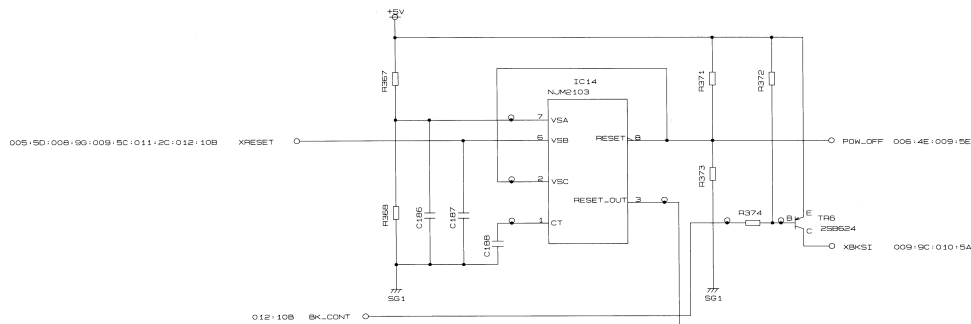 +5V
R367
R371
R372
IC14
NJM2103
7 VSA
005:5D:008:9G:009:5C:011:2C:012:10B XRESET
6 VSB
RESET 8
POW_OFF 006:4E:009:5E
2 VSC
R373
RESET_OUT 3
R368
C186
C187
1 CT
C188
R374
B
E
C
TR6
2SB624
XBKSI 009:9C:010:5A
SG1
SG1
012:10B BK_CONT